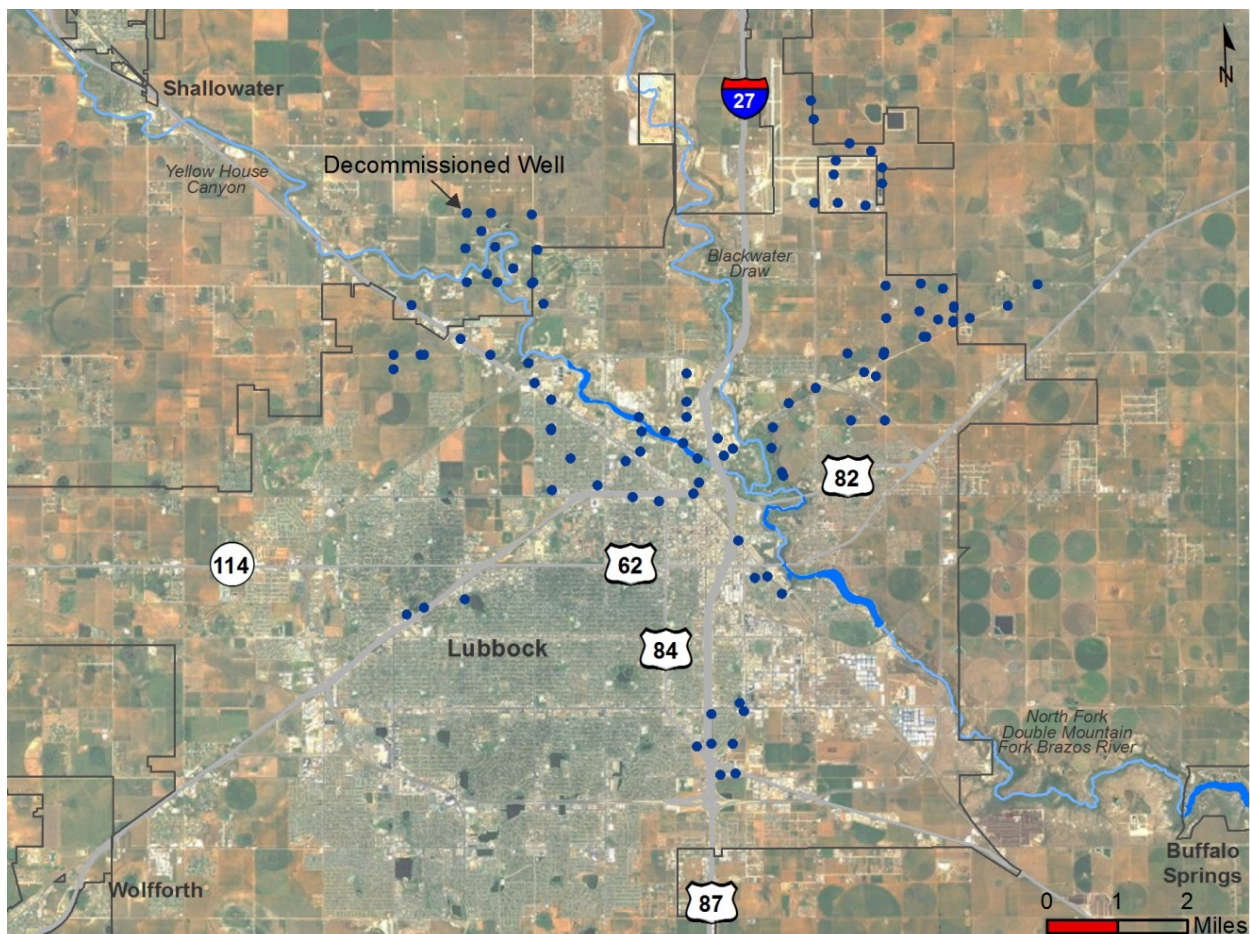 Shallowater
27
N
Decommissioned Well
Yellow House
Canyon
Blackwater
Draw
82
114
62
Lubbock
84
North Fork
Double Mountain
Fork Brazos River
Buffalo
Springs
Wolfforth
87
0 1 2
Miles